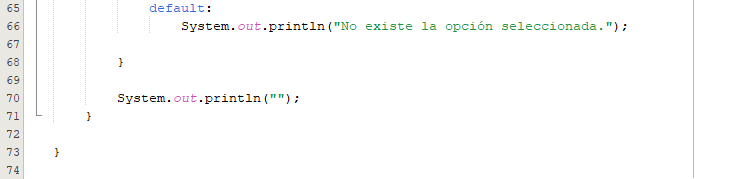 65 default:
66 System.out.println("No existe la opción seleccionada.");
67
68 }
69
70 System.out.println("");
71 }
72
73 }
74